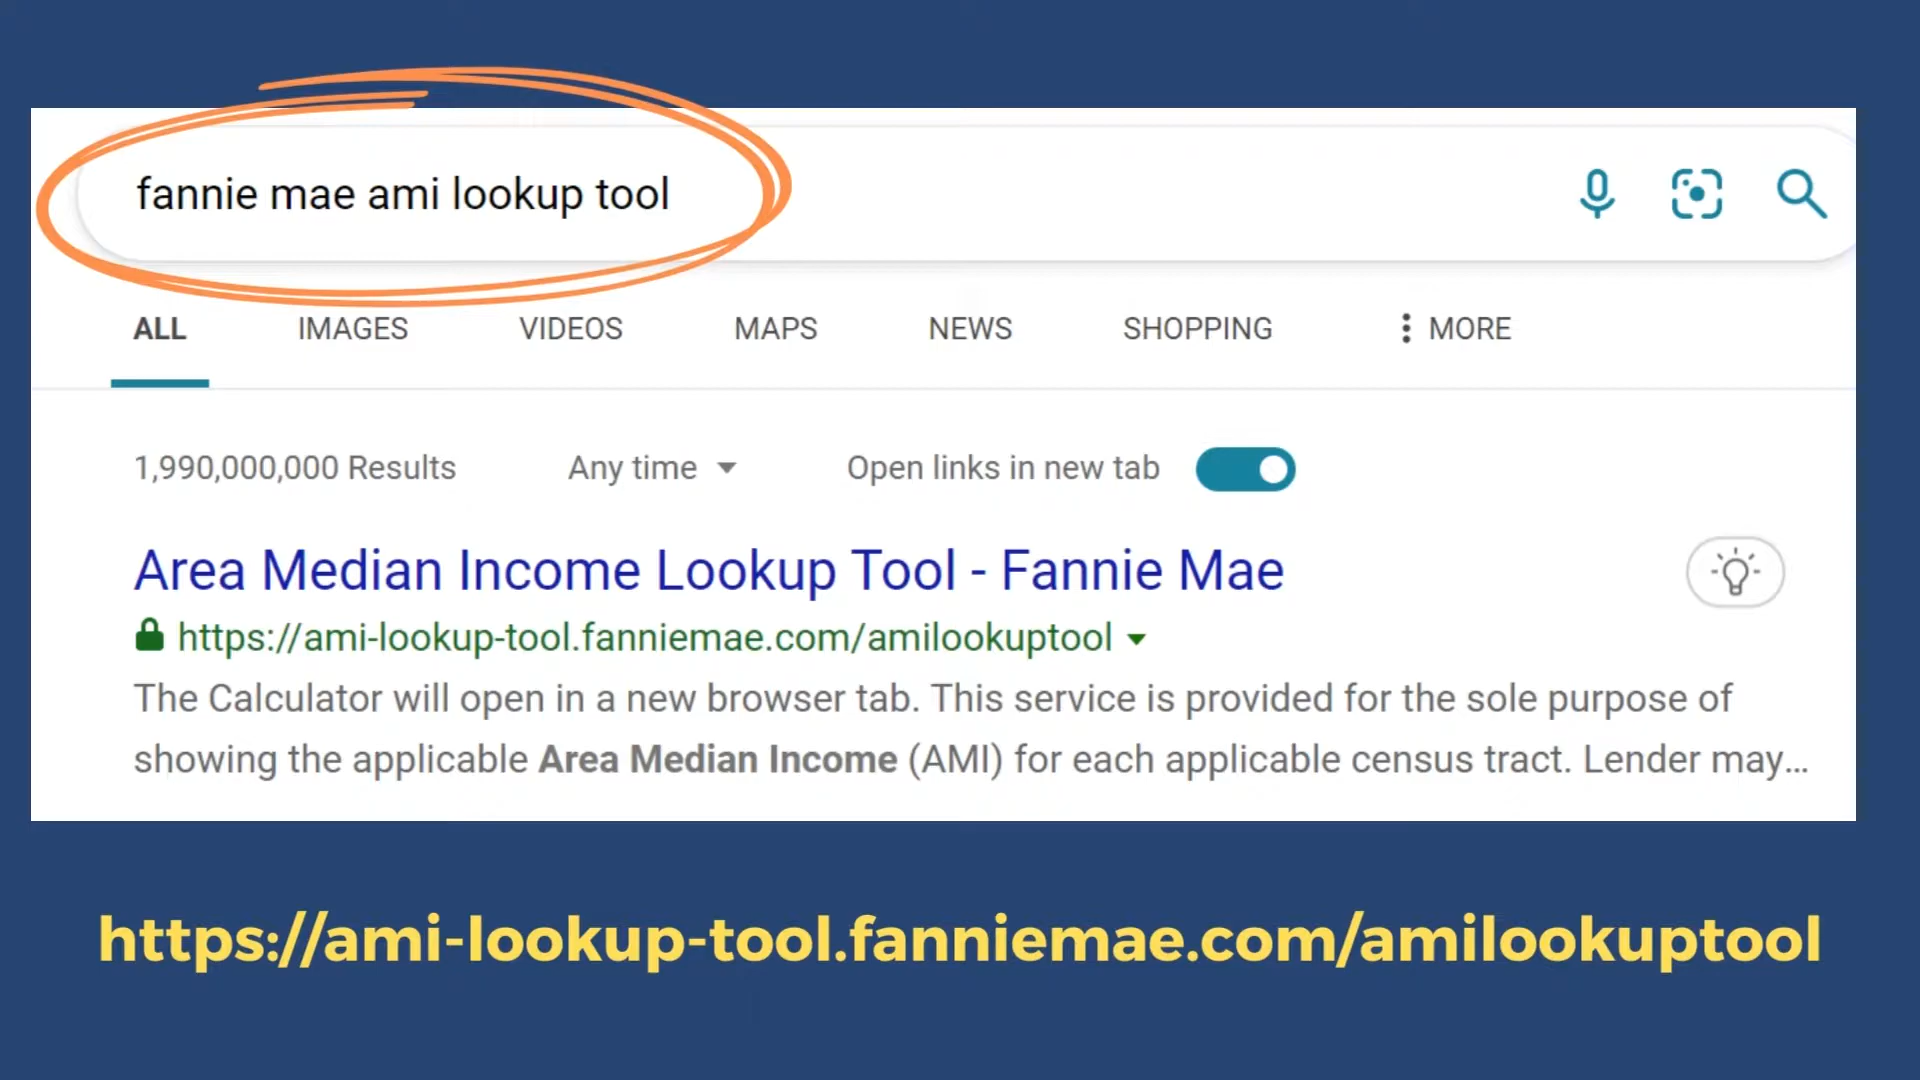 fannie mae ami lookup tool
ALL IMAGES VIDEOS MAPS NEWS SHOPPING MORE
1,990,000,000 Results Any time Open links in new tab
Area Median Income Lookup Tool - Fannie Mae
https://ami-lookup-tool.fanniemae.com/amilookuptool
The Calculator will open in a new browser tab. This service is provided for the sole purpose of
showing the applicable Area Median Income (AMI) for each applicable census tract. Lender may...
https://ami-lookup-tool.fanniemae.com/amilookuptool